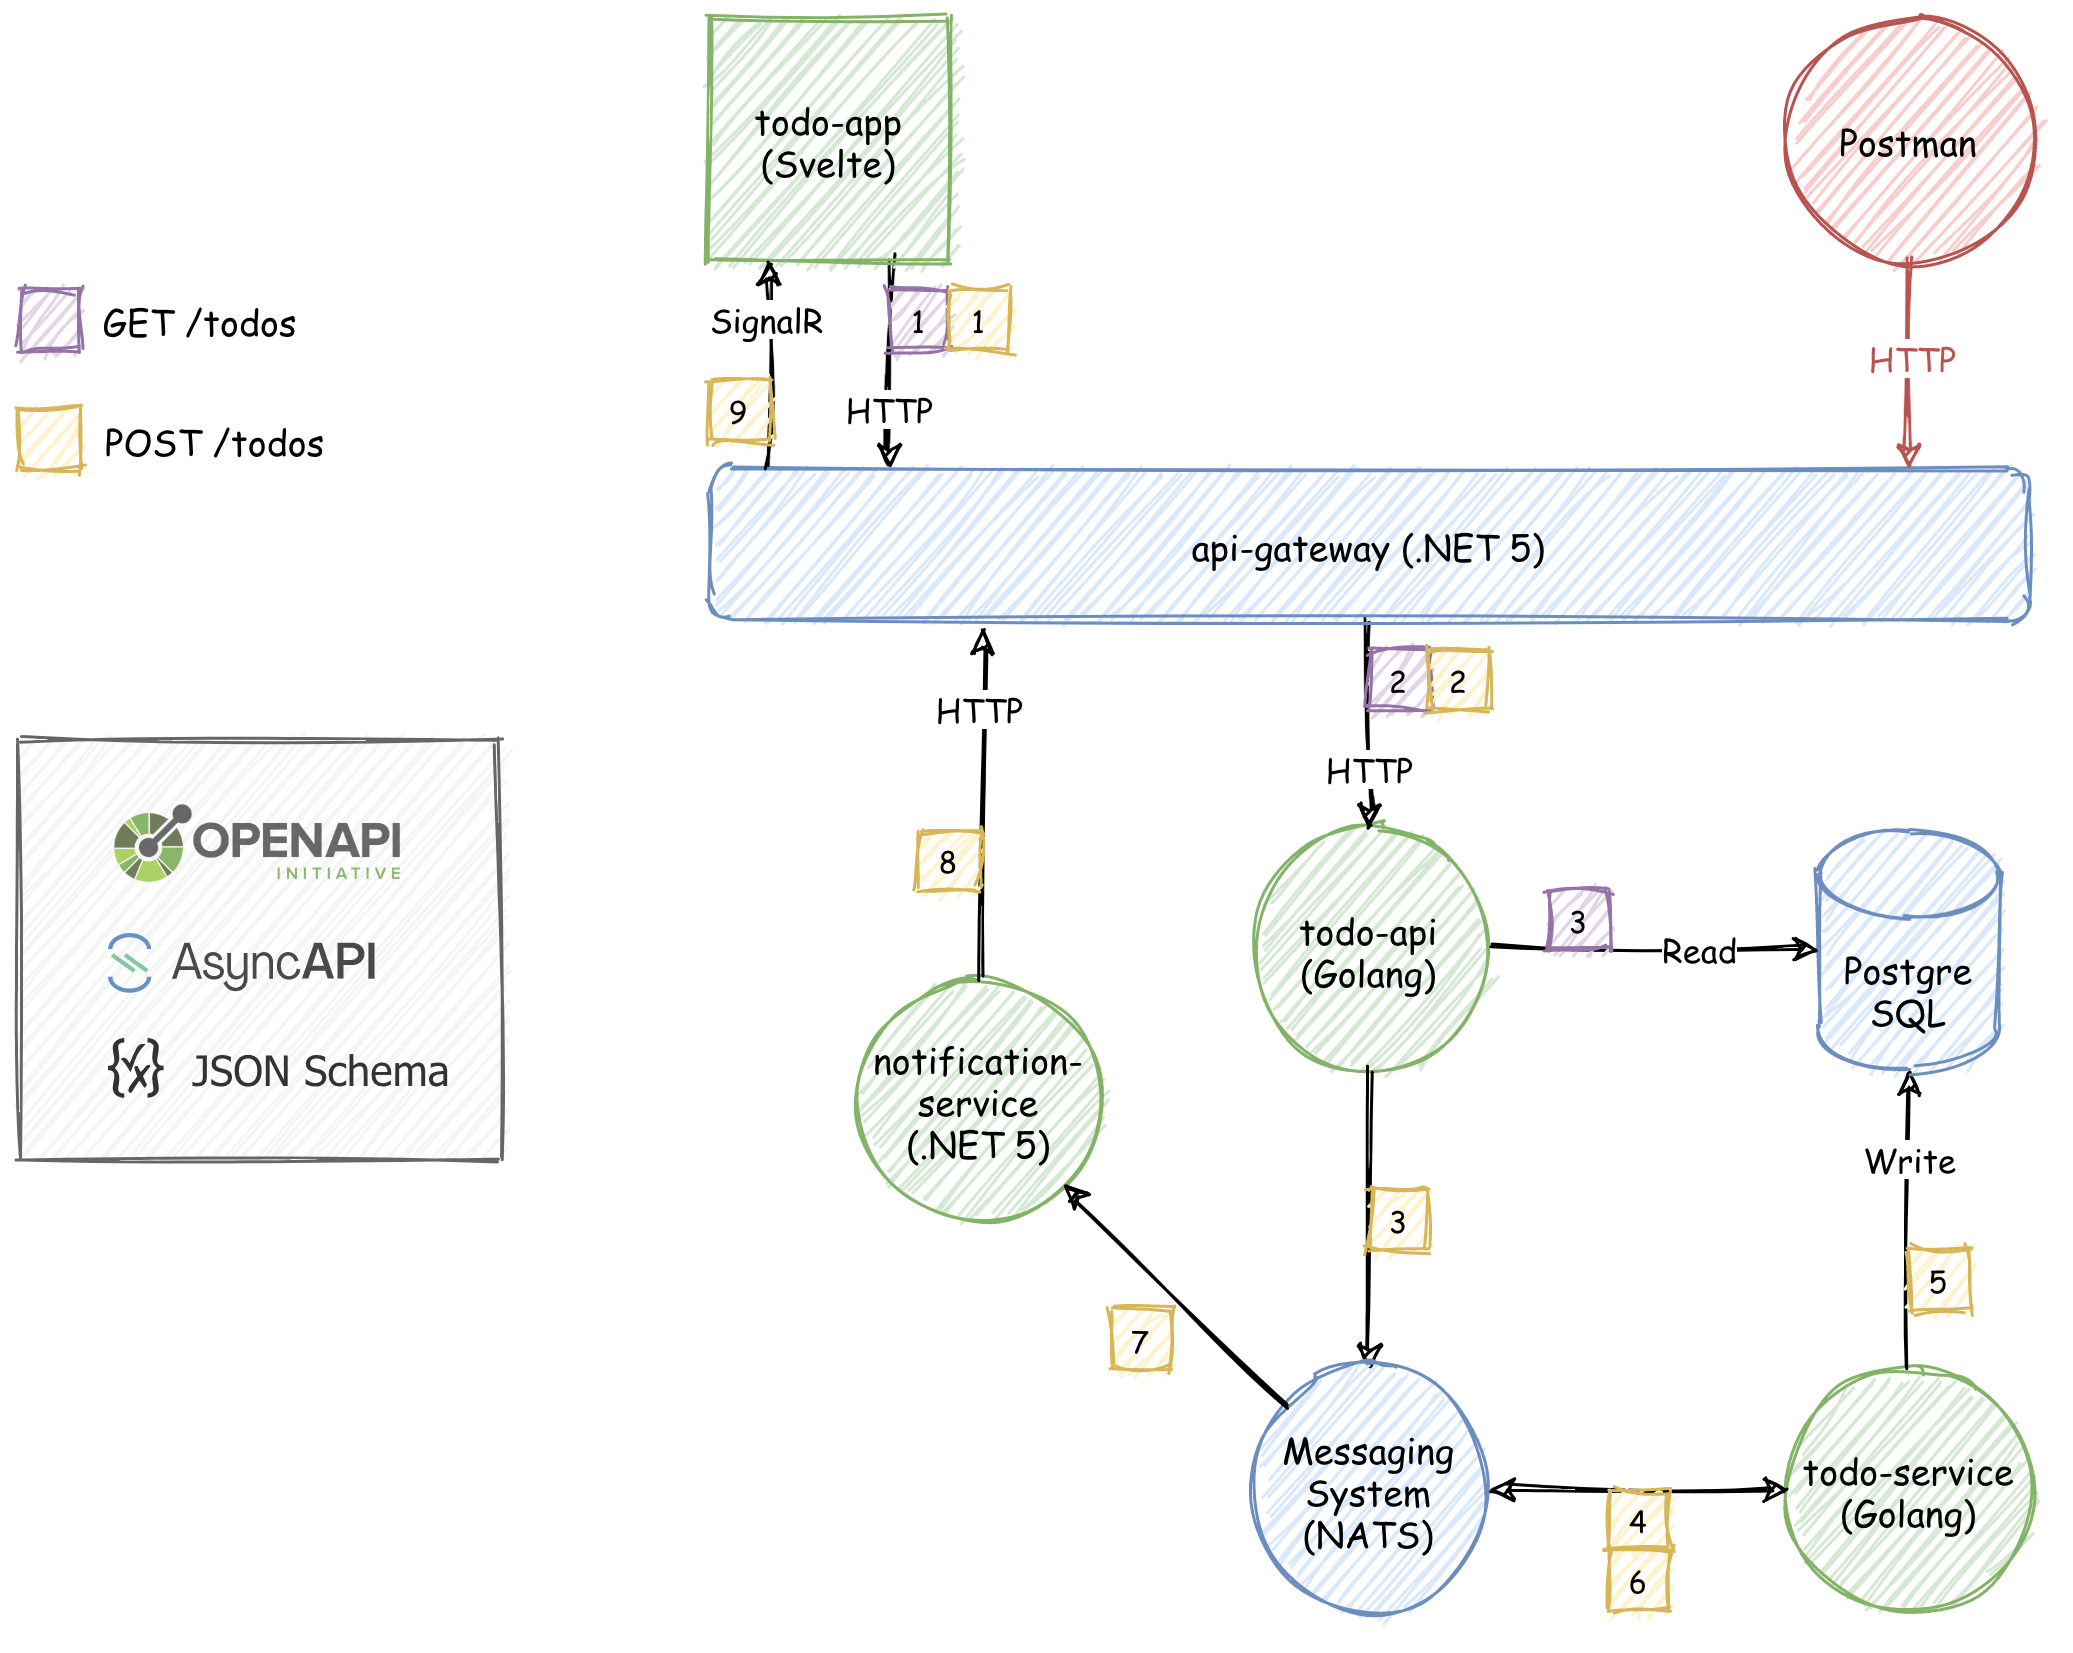 todo-app
(Svelte)
Postman
GET /todos
POST /todos
SignalR
1
1
9
HTTP
HTTP
api-gateway (.NET 5)
HTTP
2
2
HTTP
OPENAPI
INITIATIVE
AsyncAPI
JSON Schema
8
todo-api
(Golang)
3
Read
Postgre
SQL
notification-
service
(.NET 5)
3
Write
5
7
Messaging
System
(NATS)
4
6
todo-service
(Golang)